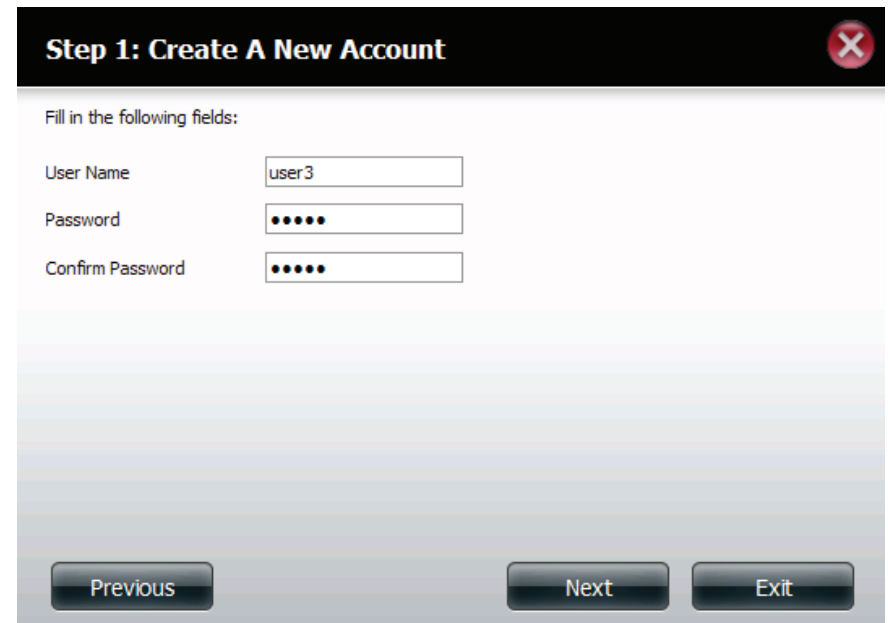 Step 1: Create A New Account
Fill in the following fields:
User Name user3
Password •••••
Confirm Password •••••
Previous Next Exit